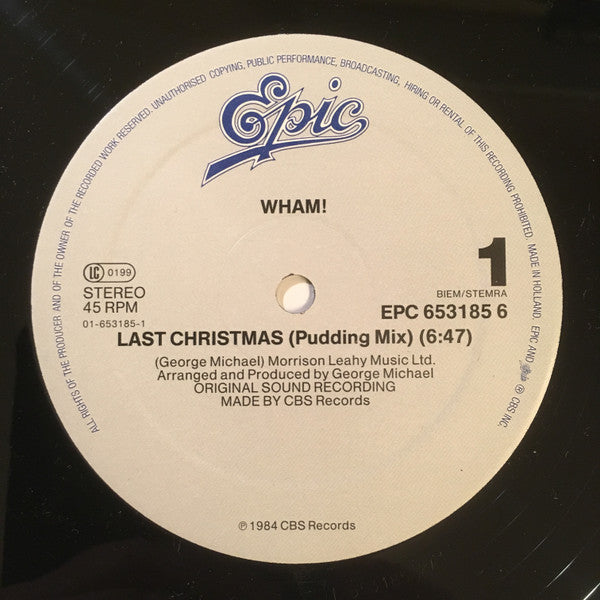 ALL RIGHTS OF THE PRODUCER AND OF THE OWNER OF THE RECORDED WORK RESERVED. UNAUTHORISED COPYING, PUBLIC PERFORMANCE, BROADCASTING, HIRING OR RENTAL OF THIS RECORDING PROHIBITED. MADE IN HOLLAND. EPIC AND Epic ® CBS INC.
Epic
WHAM!
1
LC 0199
STEREO
45 RPM
01-653185-1
BIEM/STEMRA
EPC 653185 6
LAST CHRISTMAS (Pudding Mix) (6:47)
(George Michael) Morrison Leahy Music Ltd.
Arranged and Produced by George Michael
ORIGINAL SOUND RECORDING
MADE BY CBS Records
℗ 1984 CBS Records